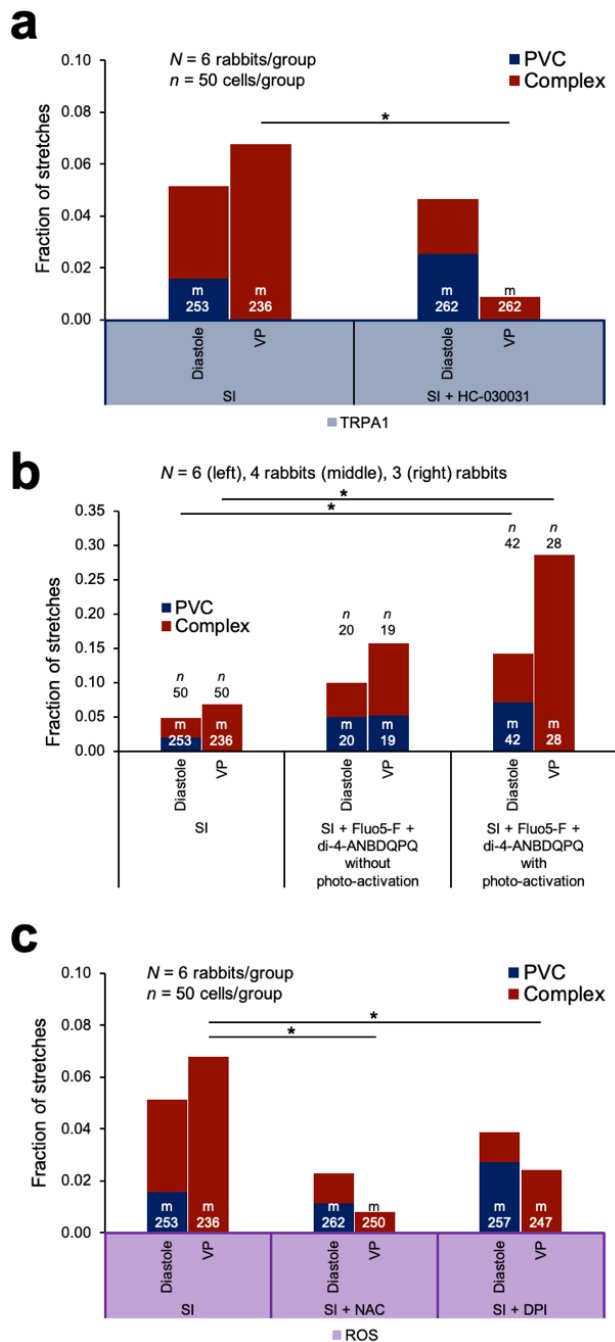 a
N = 6 rabbits/group
n = 50 cells/group
PVC
Complex
*
Fraction of stretches
0.10
0.08
0.06
0.04
0.02
0.00
m m m m
253 236 262 262
Diastole VP Diastole VP
SI SI + HC-030031
TRPA1
b
N = 6 (left), 4 rabbits (middle), 3 (right) rabbits
*
*
Fraction of stretches
0.35
0.30
0.25
0.20
0.15
0.10
0.05
0.00
PVC
Complex
n n n n n n
50 50 20 19 42 28
m m m m m m
253 236 20 19 42 28
Diastole VP Diastole VP Diastole VP
SI
SI + Fluo5-F +
di-4-ANBDQPQ
without
photo-activation
SI + Fluo5-F +
di-4-ANBDQPQ
with
photo-activation
c
N = 6 rabbits/group
n = 50 cells/group
PVC
Complex
*
*
Fraction of stretches
0.10
0.08
0.06
0.04
0.02
0.00
m m m m m m
253 236 262 250 257 247
Diastole VP Diastole VP Diastole VP
SI SI + NAC SI + DPI
ROS